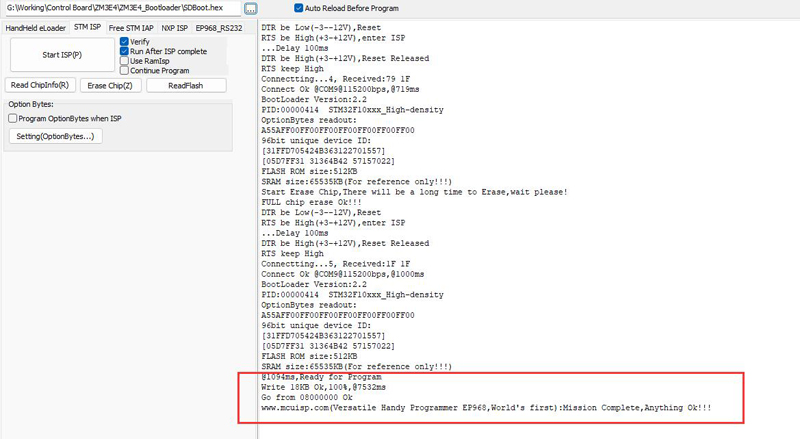 G:\Working\Control Board\ZM3E4\ZM3E4_Bootloader\SDBoot.hex
...
Auto Reload Before Program
HandHeld eLoader STM ISP Free STM IAP NXP ISP EP968_RS232
Start ISP(P)
Verify
Run After ISP complete
Use RamIsp
Continue Program
Read ChipInfo(R) Erase Chip(Z) ReadFlash
Option Bytes:
Program OptionBytes when ISP
Setting(OptionBytes...)
DTR be Low(-3--12V),Reset
RTS be High(+3-+12V),enter ISP
...Delay 100ms
DTR be High(+3-+12V),Reset Released
RTS keep High
Connectting...4, Received:79 1F
Connect Ok @COM9@115200bps,@719ms
BootLoader Version:2.2
PID:00000414 STM32F10xxx_High-density
OptionBytes readout:
A55AFF00FF00FF00FF00FF00FF00FF00
96bit unique device ID:
[31FFD705424B363122701557]
[05D7FF31 31364B42 57157022]
FLASH ROM size:512KB
SRAM size:65535KB(For reference only!!!)
Start Erase Chip,There will be a long time to Erase,wait please!
FULL chip erase Ok!!!
DTR be Low(-3--12V),Reset
RTS be High(+3-+12V),enter ISP
...Delay 100ms
DTR be High(+3-+12V),Reset Released
RTS keep High
Connectting...5, Received:1F 1F
Connect Ok @COM9@115200bps,@1000ms
BootLoader Version:2.2
PID:00000414 STM32F10xxx_High-density
OptionBytes readout:
A55AFF00FF00FF00FF00FF00FF00FF00
96bit unique device ID:
[31FFD705424B363122701557]
[05D7FF31 31364B42 57157022]
FLASH ROM size:512KB
SRAM size:65535KB(For reference only!!!)
@1094ms,Ready for Program
Write 18KB Ok,100%,@7532ms
Go from 08000000 Ok
www.mcuisp.com(Versatile Handy Programmer EP968,World's first):Mission Complete,Anything Ok!!!